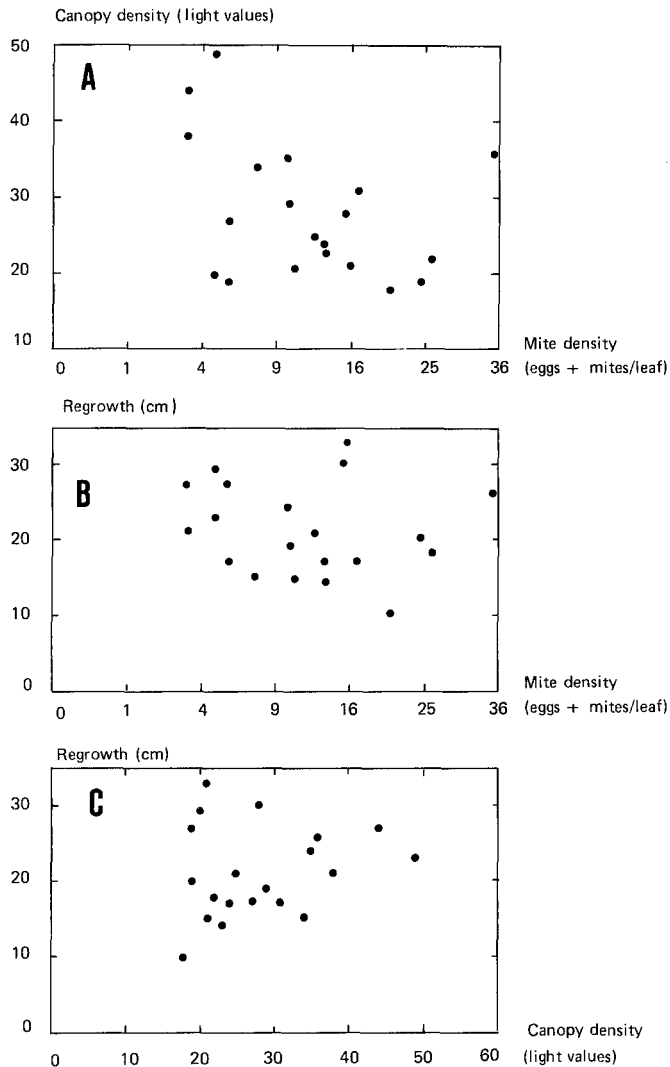 Canopy density (light values)
50
A
40
30
20
10
0 1 4 9 16 25 36
Mite density
(eggs + mites/leaf)
Regrowth (cm)
30
B
20
10
0
0 1 4 9 16 25 36
Mite density
(eggs + mites/leaf)
Regrowth (cm)
C
30
20
10
0
0 10 20 30 40 50 60
Canopy density
(light values)